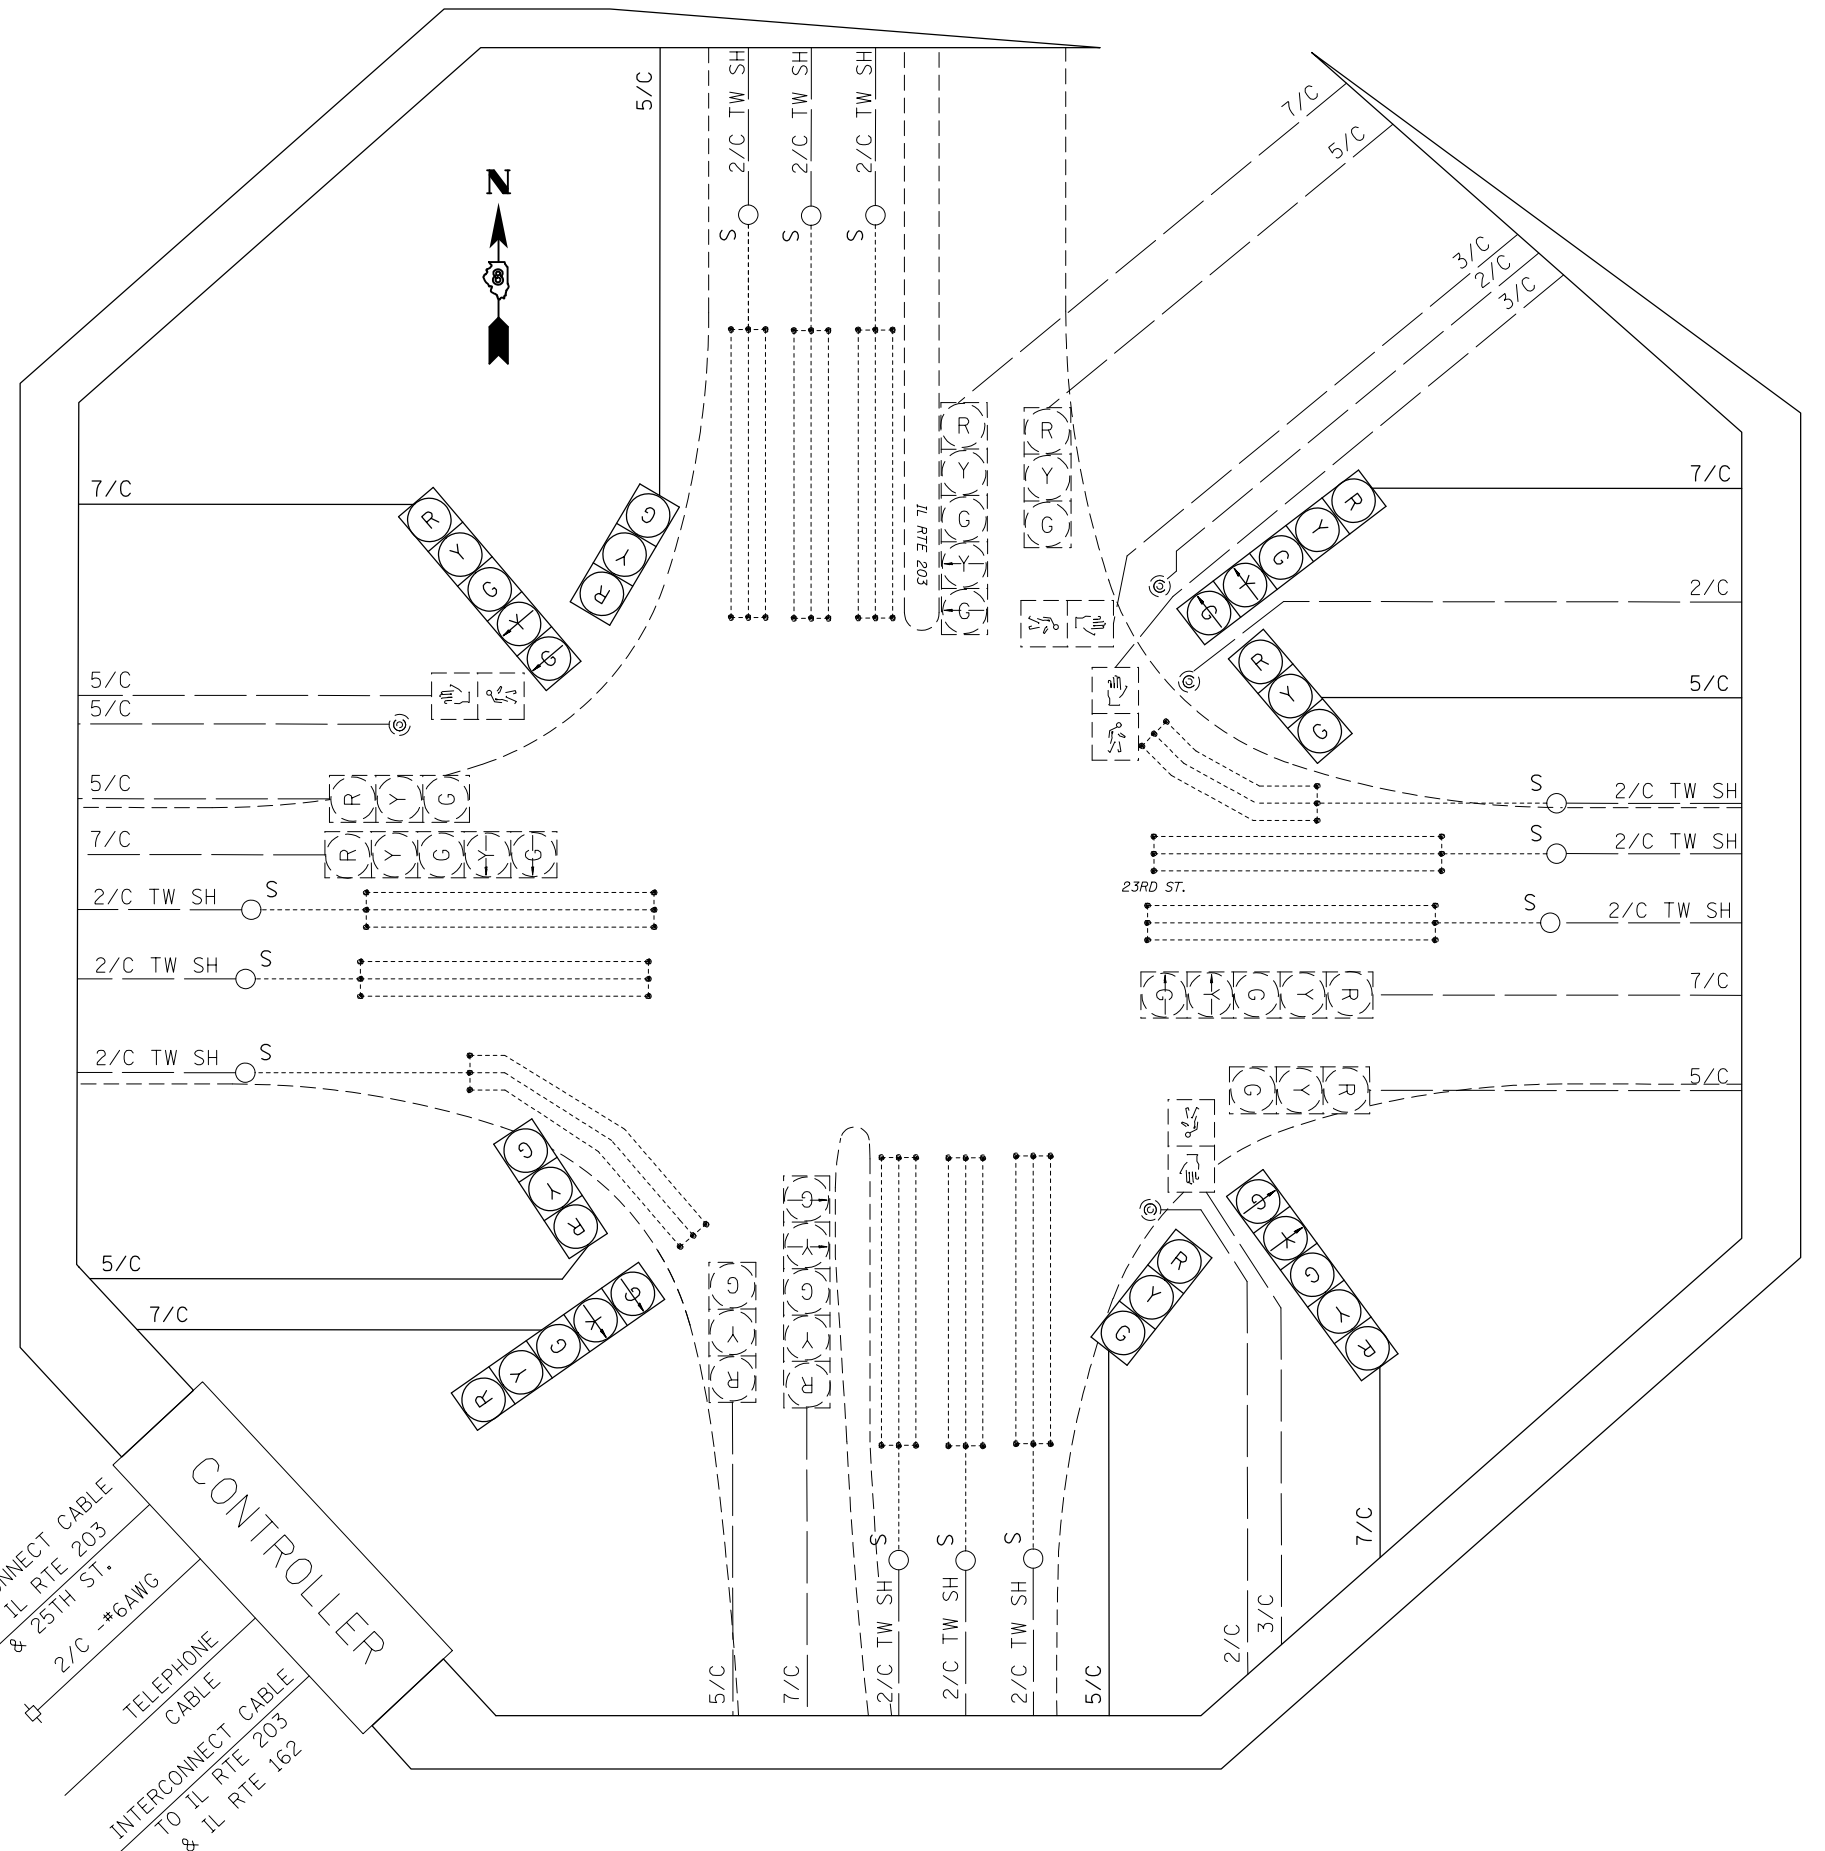 5/C
2/C TW SH
2/C TW SH
2/C TW SH
7/C
5/C
N
8
S
S
S
3/C
2/C
3/C
7/C
R
Y
G
Y
G
G
Y
R
IL RTE 203
R
Y
G
Y
G
R
Y
G
R
Y
G
Y
G
7/C
2/C
R
Y
G
5/C
5/C
5/C
5/C
R Y G
7/C
R Y G Y G
2/C TW SH
S
2/C TW SH
S
2/C TW SH
S
S
2/C TW SH
S
2/C TW SH
23RD ST.
S
2/C TW SH
G Y G Y R
7/C
G Y R
5/C
G
Y
R
5/C
7/C
R
Y
G
Y
G
G
Y
R
G
Y
G
Y
R
R
Y
G
G
Y
G
Y
R
7/C
S
S
S
5/C
7/C
2/C TW SH
2/C TW SH
2/C TW SH
5/C
2/C
3/C
CONTROLLER
CABLE
IL RTE 203
& 25TH ST.
2/C -#6AWG
TELEPHONE
CABLE
INTERCONNECT CABLE
TO IL RTE 203
& IL RTE 162